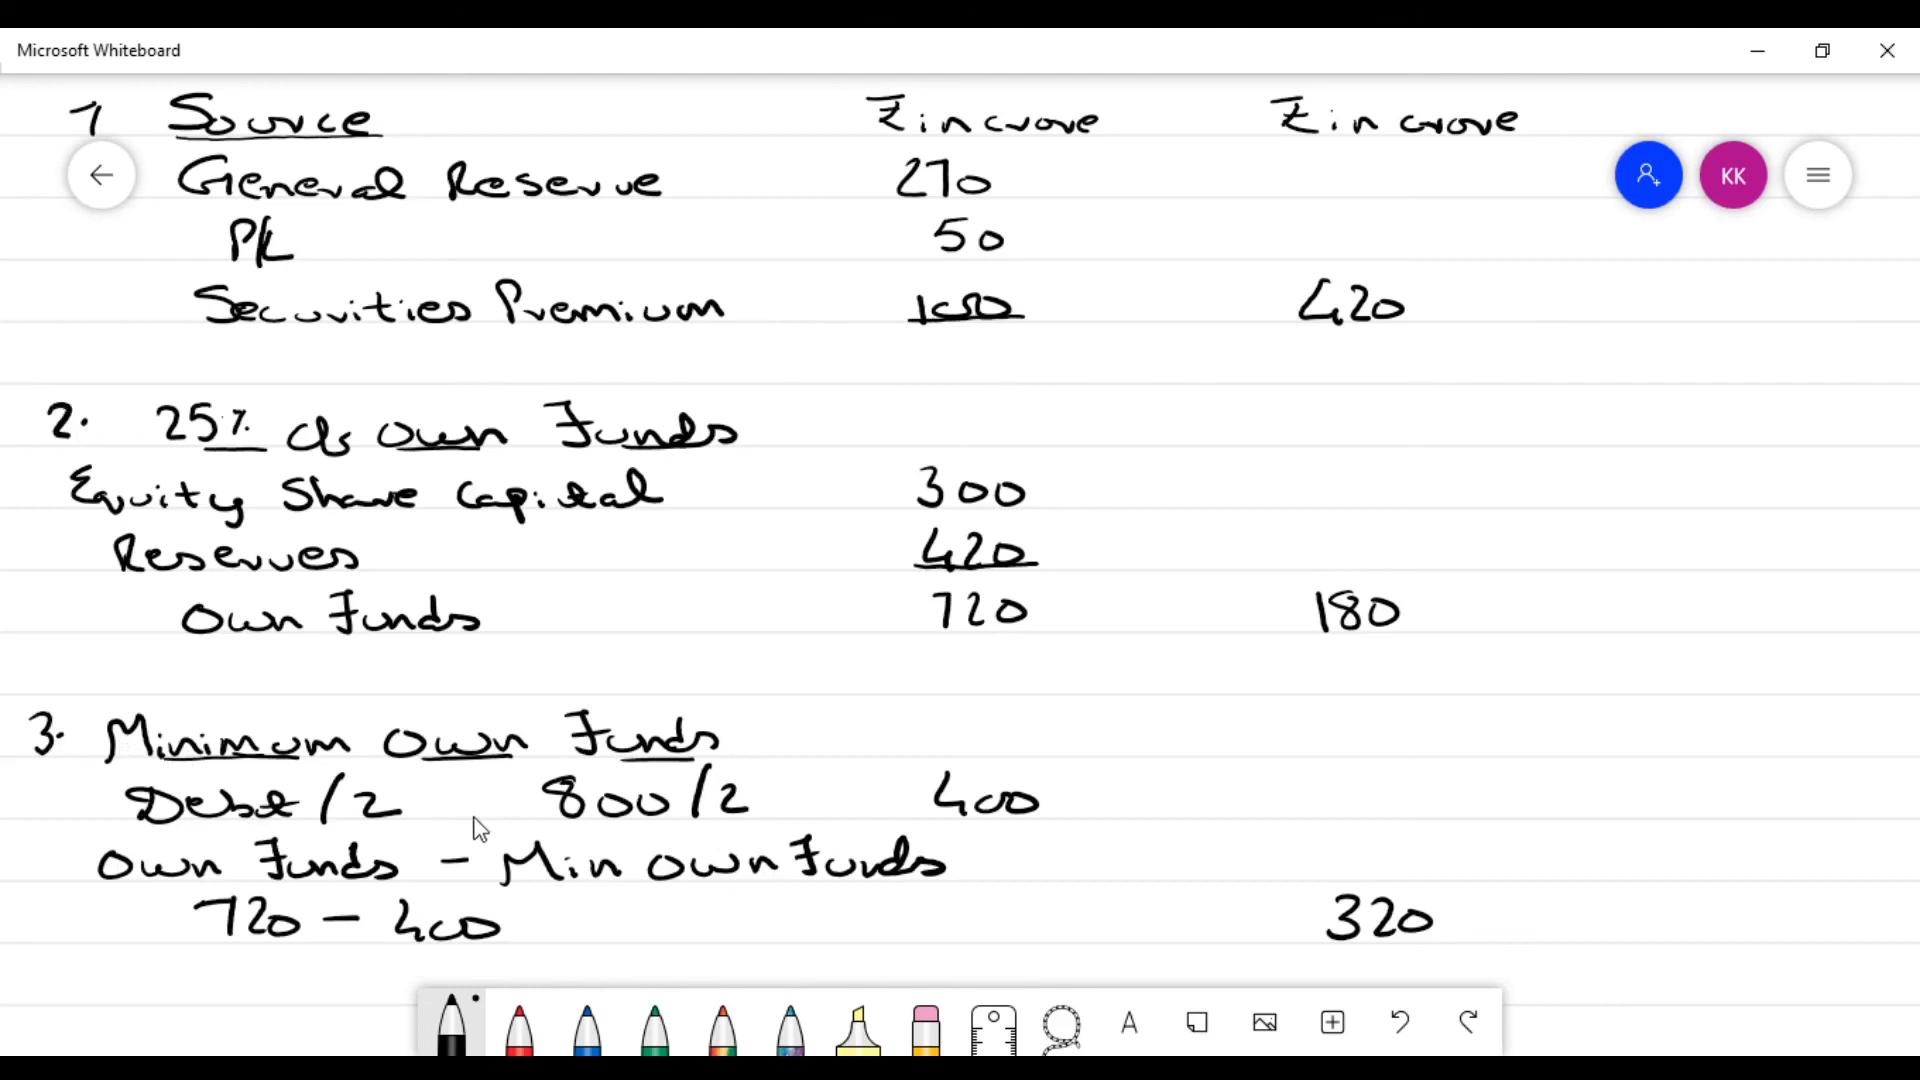 Microsoft Whiteboard
1 Source ₹ in crore ₹ in crore
General Reserve 270
KK
P/L 50
Securities Premium 100 420
2. 25% of Own Funds
Equity Share Capital 300
Reserves 420
Own Funds 720 180
3. Minimum Own Funds
Debt / 2 800 / 2 400
Own Funds - Min Own Funds
720 - 400 320
A